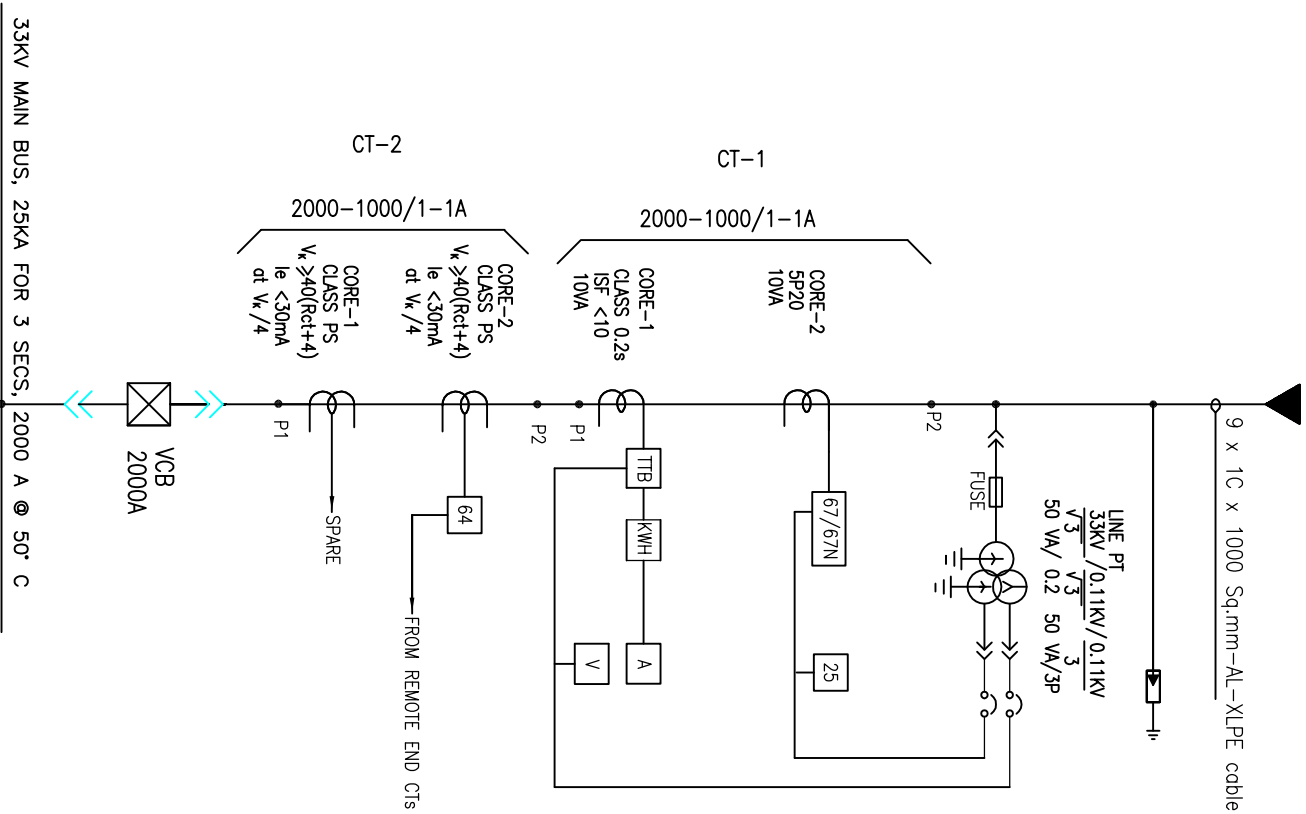 33KV MAIN BUS, 25KA FOR 3 SECS, 2000 A @ 50° C
VCB
2000A
CT-2
2000-1000/1-1A
CORE-1
CLASS PS
VK ⩾40(Rct+4)
Ie <30mA
at VK/4
CORE-2
CLASS PS
VK ⩾40(Rct+4)
Ie <30mA
at VK/4
P1
SPARE
64
FROM REMOTE END CTs
P2
CT-1
2000-1000/1-1A
CORE-1
CLASS 0.2s
ISF <10
10VA
CORE-2
5P20
10VA
P1
TTB
KWH
A
V
67/67N
25
P2
FUSE
LINE PT
33KV/0.11KV/0.11KV
√3 √3 3
50 VA/ 0.2 50 VA/3P
9 x 1C x 1000 Sq.mm-AL-XLPE cable